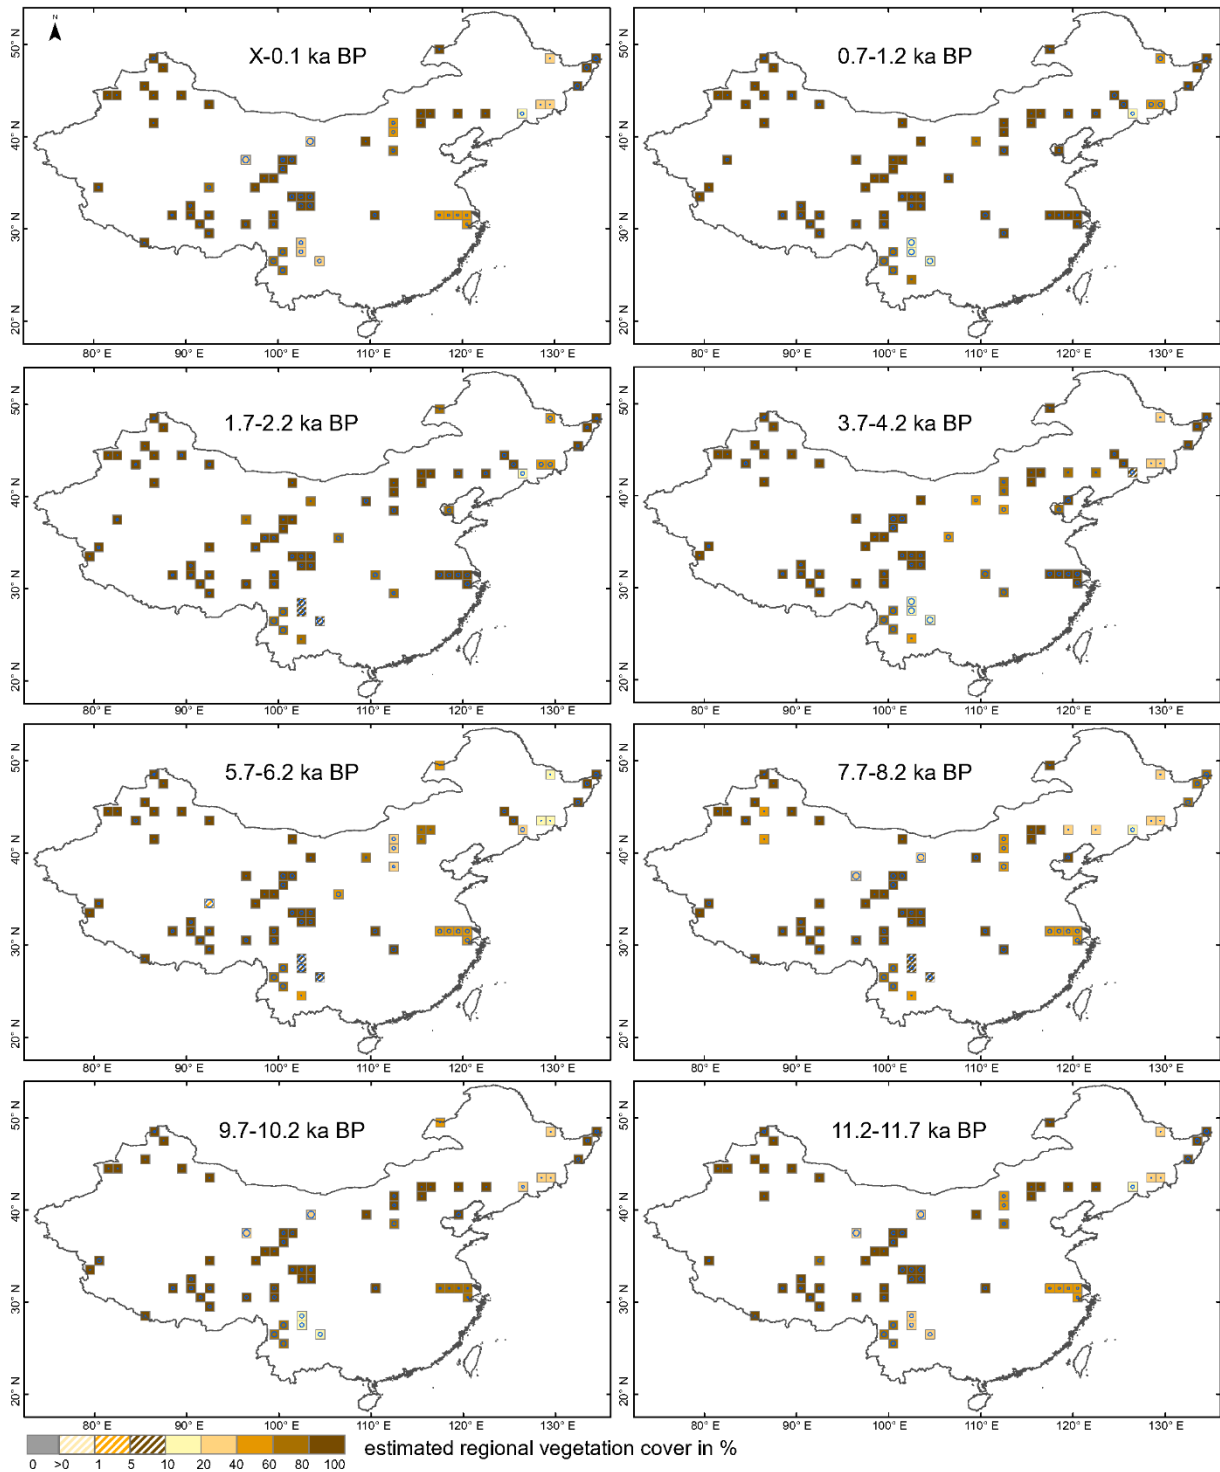 N
50° N
40° N
30° N
20° N
X-0.1 ka BP
0.7-1.2 ka BP
50° N
40° N
30° N
20° N
80° E 90° E 100° E 110° E 120° E 130° E
80° E 90° E 100° E 110° E 120° E 130° E
50° N
40° N
30° N
20° N
1.7-2.2 ka BP
3.7-4.2 ka BP
50° N
40° N
30° N
20° N
80° E 90° E 100° E 110° E 120° E 130° E
80° E 90° E 100° E 110° E 120° E 130° E
50° N
40° N
30° N
20° N
5.7-6.2 ka BP
7.7-8.2 ka BP
50° N
40° N
30° N
20° N
80° E 90° E 100° E 110° E 120° E 130° E
80° E 90° E 100° E 110° E 120° E 130° E
50° N
40° N
30° N
20° N
9.7-10.2 ka BP
11.2-11.7 ka BP
50° N
40° N
30° N
20° N
80° E 90° E 100° E 110° E 120° E 130° E
80° E 90° E 100° E 110° E 120° E 130° E
estimated regional vegetation cover in %
0 >0 1 5 10 20 40 60 80 100